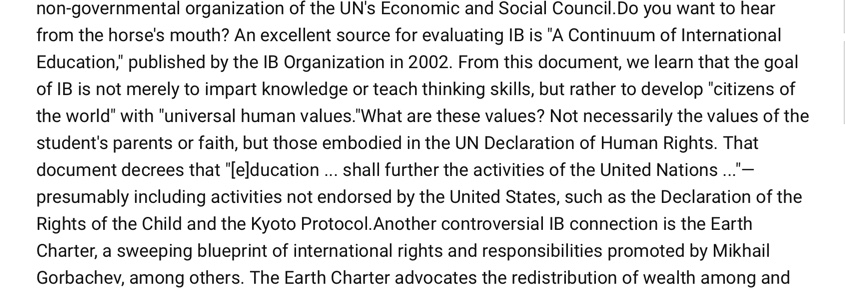 non-governmental organization of the UN's Economic and Social Council.Do you want to hear
from the horse's mouth? An excellent source for evaluating IB is "A Continuum of International
Education," published by the IB Organization in 2002. From this document, we learn that the goal
of IB is not merely to impart knowledge or teach thinking skills, but rather to develop "citizens of
the world" with "universal human values."What are these values? Not necessarily the values of the
student's parents or faith, but those embodied in the UN Declaration of Human Rights. That
document decrees that "[e]ducation ... shall further the activities of the United Nations ..."—
presumably including activities not endorsed by the United States, such as the Declaration of the
Rights of the Child and the Kyoto Protocol.Another controversial IB connection is the Earth
Charter, a sweeping blueprint of international rights and responsibilities promoted by Mikhail
Gorbachev, among others. The Earth Charter advocates the redistribution of wealth among and